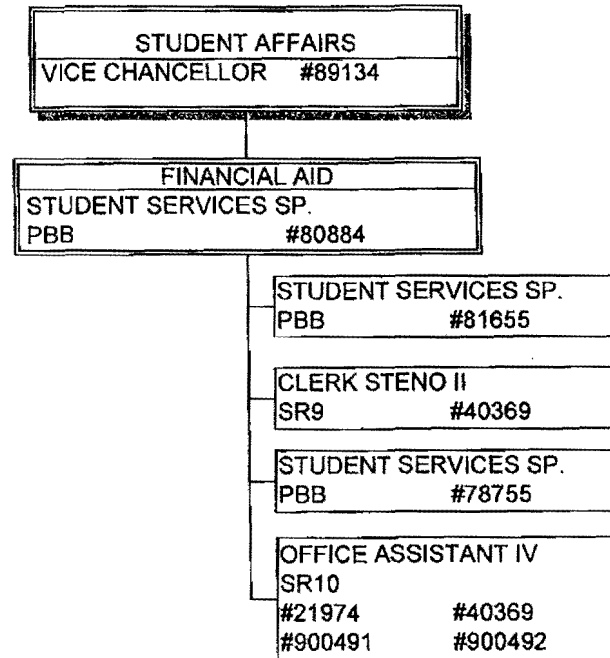 STUDENT AFFAIRS
VICE CHANCELLOR #89134
FINANCIAL AID
STUDENT SERVICES SP.
PBB #80884
STUDENT SERVICES SP.
PBB #81655
CLERK STENO II
SR9 #40369
STUDENT SERVICES SP.
PBB #78755
OFFICE ASSISTANT IV
SR10
#21974 #40369
#900491 #900492